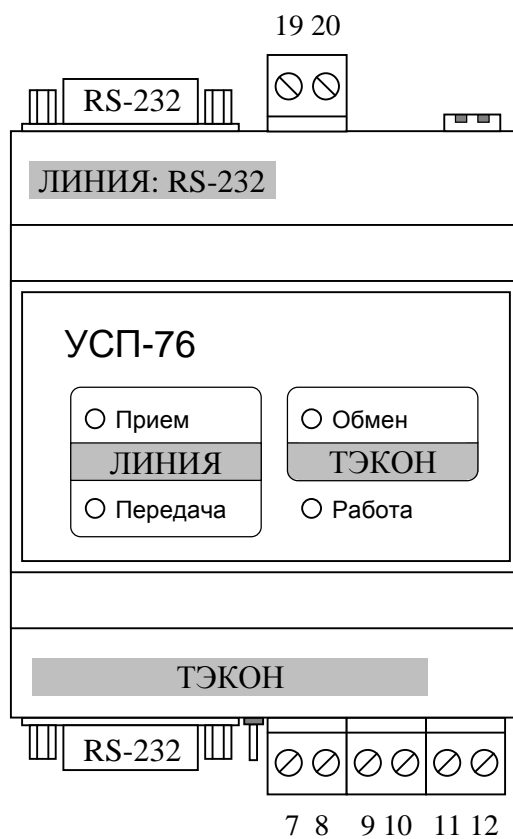 19 20
RS-232
ЛИНИЯ: RS-232
УСП-76
Прием
Обмен
ЛИНИЯ
ТЭКОН
Передача
Работа
ТЭКОН
RS-232
7 8 9 10 11 12